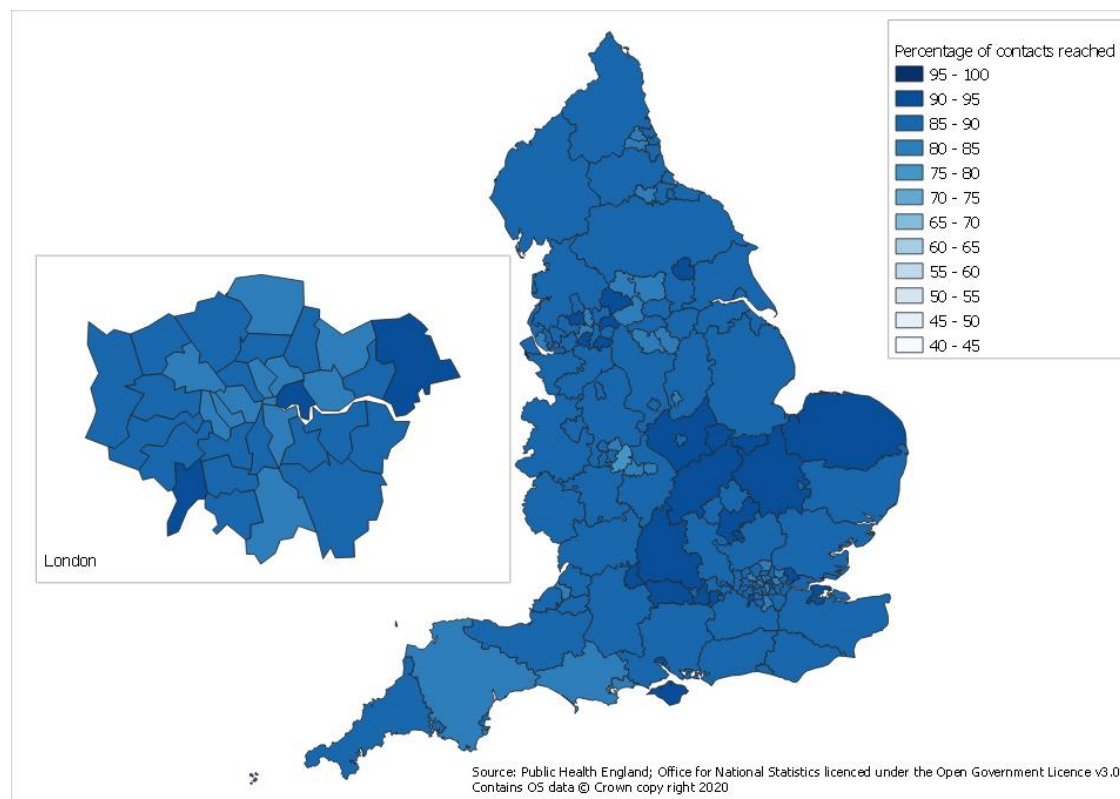 Percentage of contacts reached
95 - 100
90 - 95
85 - 90
80 - 85
75 - 80
70 - 75
65 - 70
60 - 65
55 - 60
50 - 55
45 - 50
40 - 45
London
Source: Public Health England; Office for National Statistics licenced under the Open Government Licence v3.0
Contains OS data © Crown copy right 2020